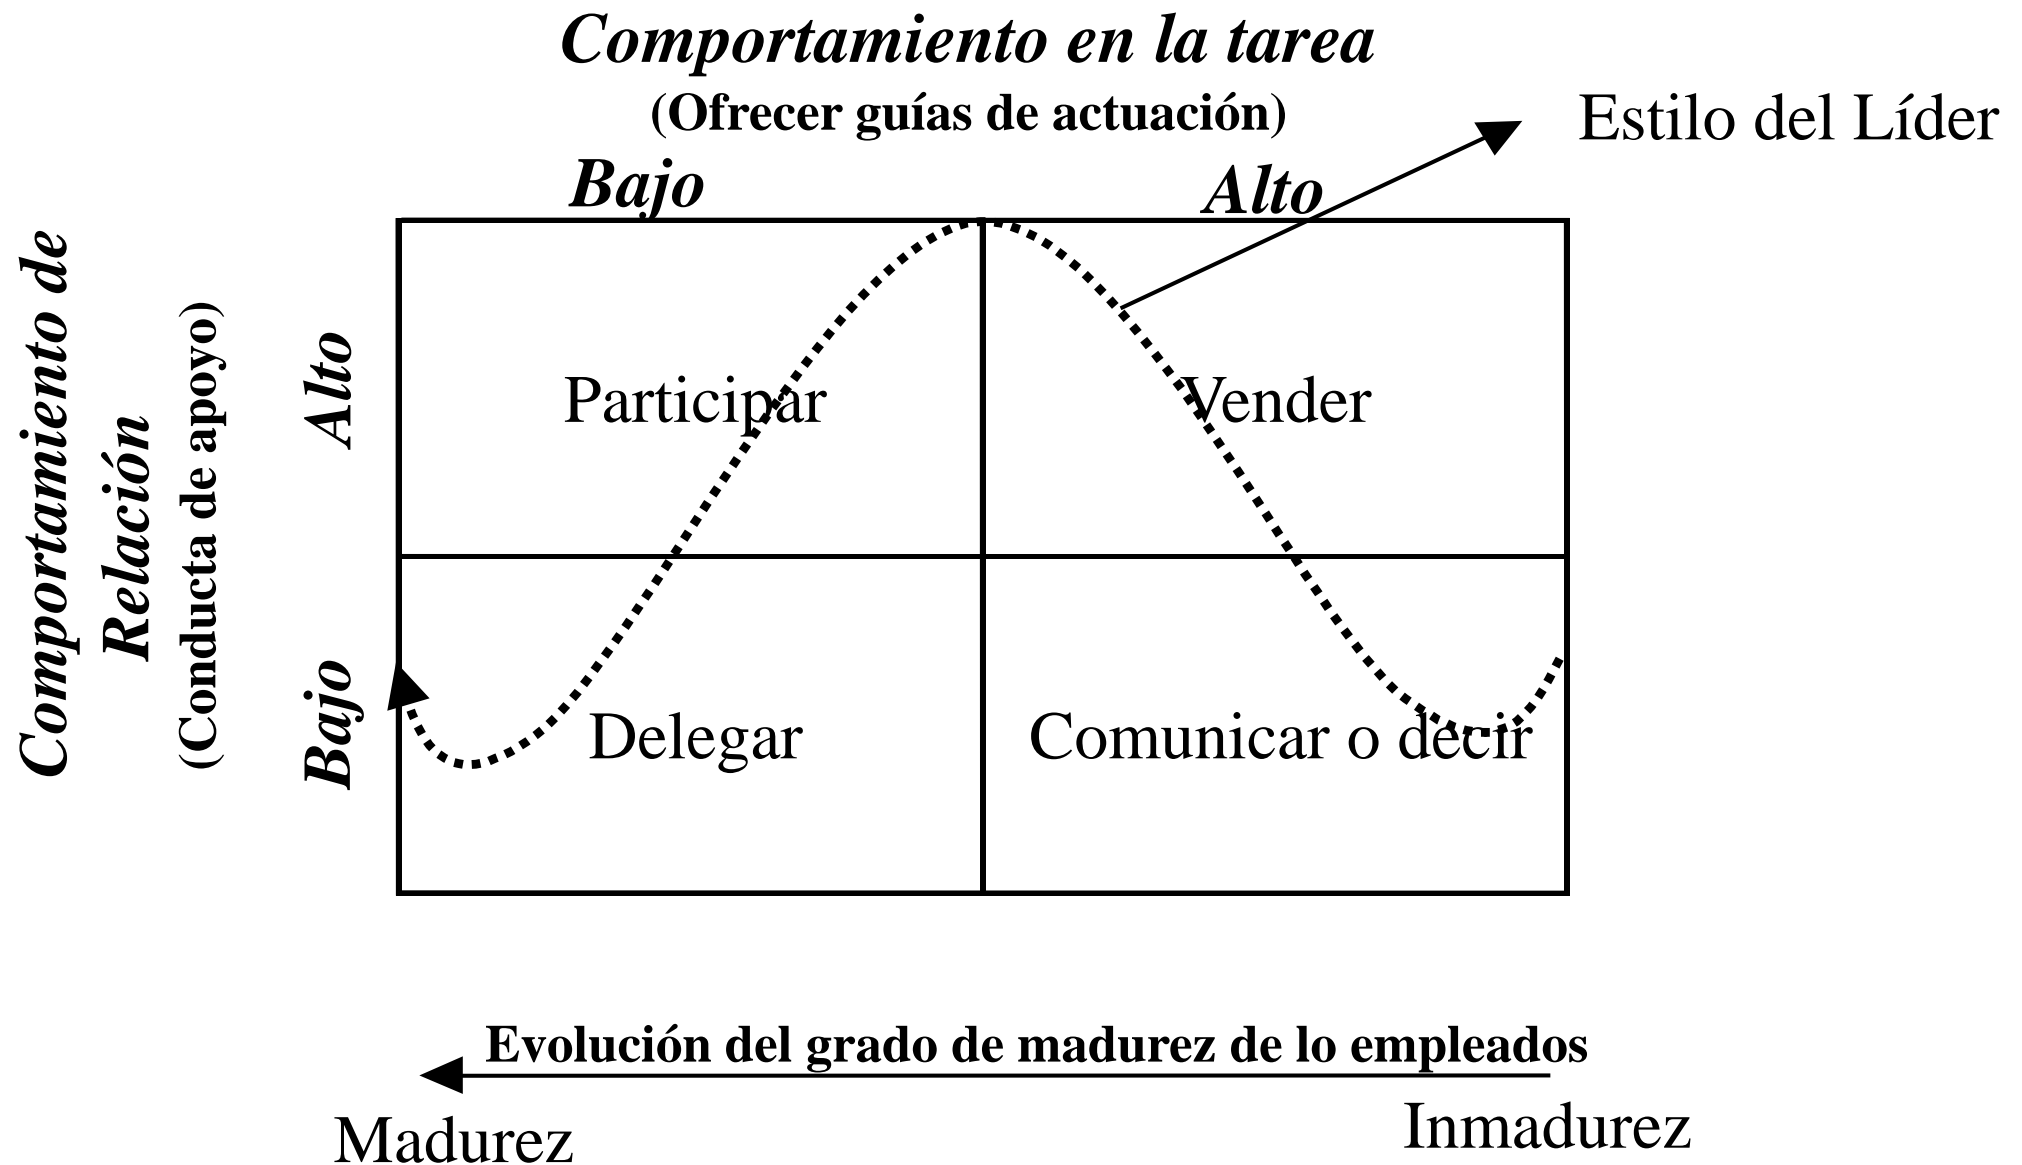 Comportamiento en la tarea
(Ofrecer guías de actuación)
Estilo del Líder
Bajo
Alto
Comportamiento de
Relación
(Conducta de apoyo)
Alto
Bajo
Participar
Vender
Delegar
Comunicar o decir
Evolución del grado de madurez de lo empleados
Madurez
Inmadurez